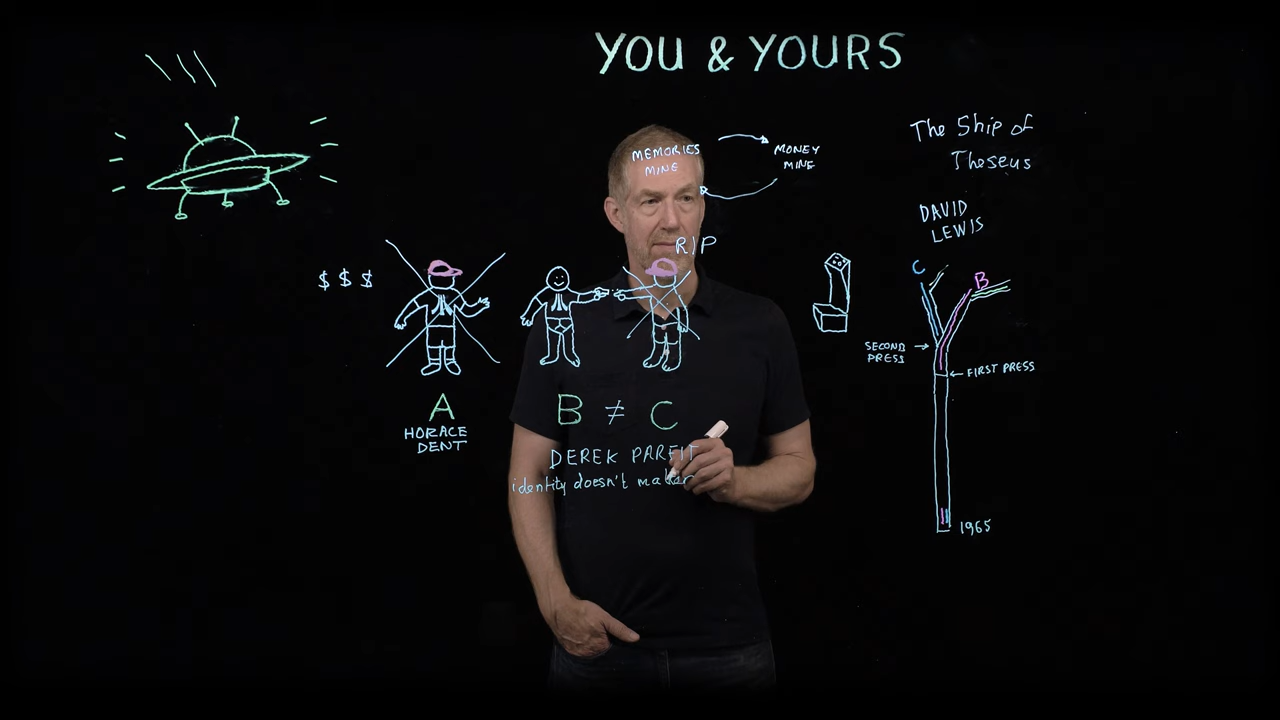 YOU & YOURS
The Ship of
Theseus
MEMORIES
MINE
MONEY
MINE
DAVID
LEWIS
RIP
$ $ $
C
B
SECOND
PRESS
FIRST PRESS
A
B ≠ C
HORACE
DENT
DEREK PARFIT
identity doesn't matter
1965